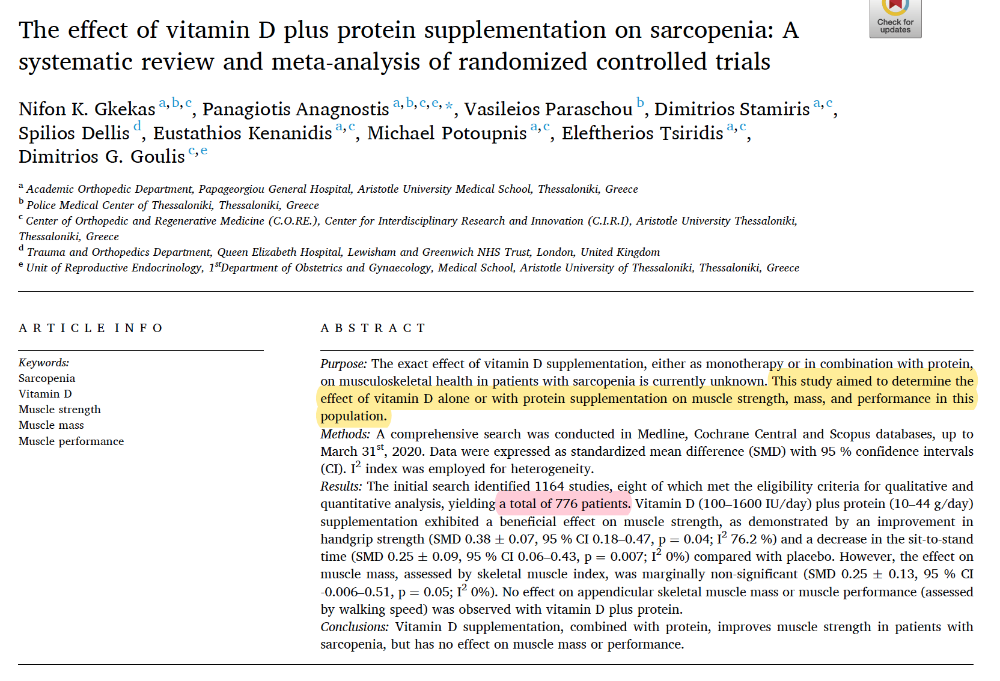 Check for
updates
The effect of vitamin D plus protein supplementation on sarcopenia: A
systematic review and meta-analysis of randomized controlled trials
Nifon K. Gkekas a,b,c, Panagiotis Anagnostis a,b,c,e,*, Vasileios Paraschou b, Dimitrios Stamiris a,c,
Spilios Dellis d, Eustathios Kenanidis a,c, Michael Potoupnis a,c, Eleftherios Tsiridis a,c,
Dimitrios G. Goulis c,e
a Academic Orthopedic Department, Papageorgiou General Hospital, Aristotle University Medical School, Thessaloniki, Greece
b Police Medical Center of Thessaloniki, Thessaloniki, Greece
c Center of Orthopedic and Regenerative Medicine (C.O.RE.), Center for Interdisciplinary Research and Innovation (C.I.R.I), Aristotle University Thessaloniki,
Thessaloniki, Greece
d Trauma and Orthopedics Department, Queen Elizabeth Hospital, Lewisham and Greenwich NHS Trust, London, United Kingdom
e Unit of Reproductive Endocrinology, 1stDepartment of Obstetrics and Gynaecology, Medical School, Aristotle University of Thessaloniki, Thessaloniki, Greece
ARTICLE INFO
Keywords:
Sarcopenia
Vitamin D
Muscle strength
Muscle mass
Muscle performance
ABSTRACT
Purpose: The exact effect of vitamin D supplementation, either as monotherapy or in combination with protein,
on musculoskeletal health in patients with sarcopenia is currently unknown. This study aimed to determine the
effect of vitamin D alone or with protein supplementation on muscle strength, mass, and performance in this
population.
Methods: A comprehensive search was conducted in Medline, Cochrane Central and Scopus databases, up to
March 31st, 2020. Data were expressed as standardized mean difference (SMD) with 95 % confidence intervals
(CI). I2 index was employed for heterogeneity.
Results: The initial search identified 1164 studies, eight of which met the eligibility criteria for qualitative and
quantitative analysis, yielding a total of 776 patients. Vitamin D (100–1600 IU/day) plus protein (10–44 g/day)
supplementation exhibited a beneficial effect on muscle strength, as demonstrated by an improvement in
handgrip strength (SMD 0.38 ± 0.07, 95 % CI 0.18–0.47, p = 0.04; I2 76.2 %) and a decrease in the sit-to-stand
time (SMD 0.25 ± 0.09, 95 % CI 0.06–0.43, p = 0.007; I2 0%) compared with placebo. However, the effect on
muscle mass, assessed by skeletal muscle index, was marginally non-significant (SMD 0.25 ± 0.13, 95 % CI
-0.006–0.51, p = 0.05; I2 0%). No effect on appendicular skeletal muscle mass or muscle performance (assessed
by walking speed) was observed with vitamin D plus protein.
Conclusions: Vitamin D supplementation, combined with protein, improves muscle strength in patients with
sarcopenia, but has no effect on muscle mass or performance.